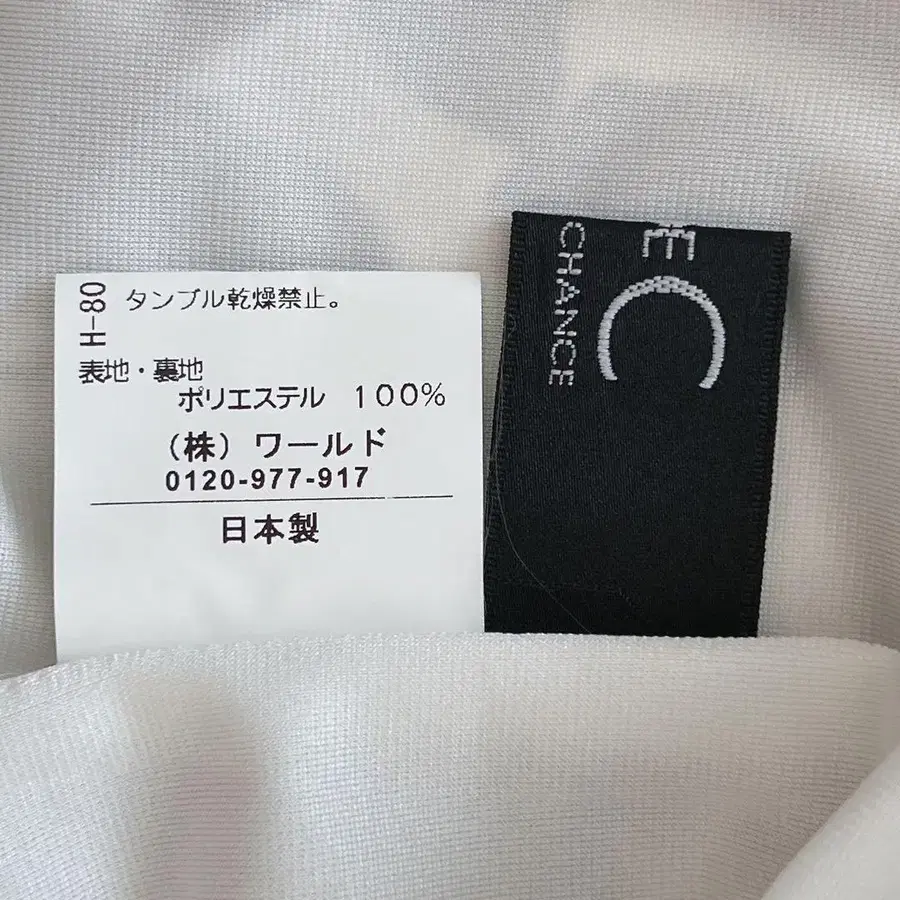 08-H
タンブル乾燥禁止。
表地・裏地
ポリエステル 100%
(株) ワールド
0120-977-917
日本製
E C
CHANCE